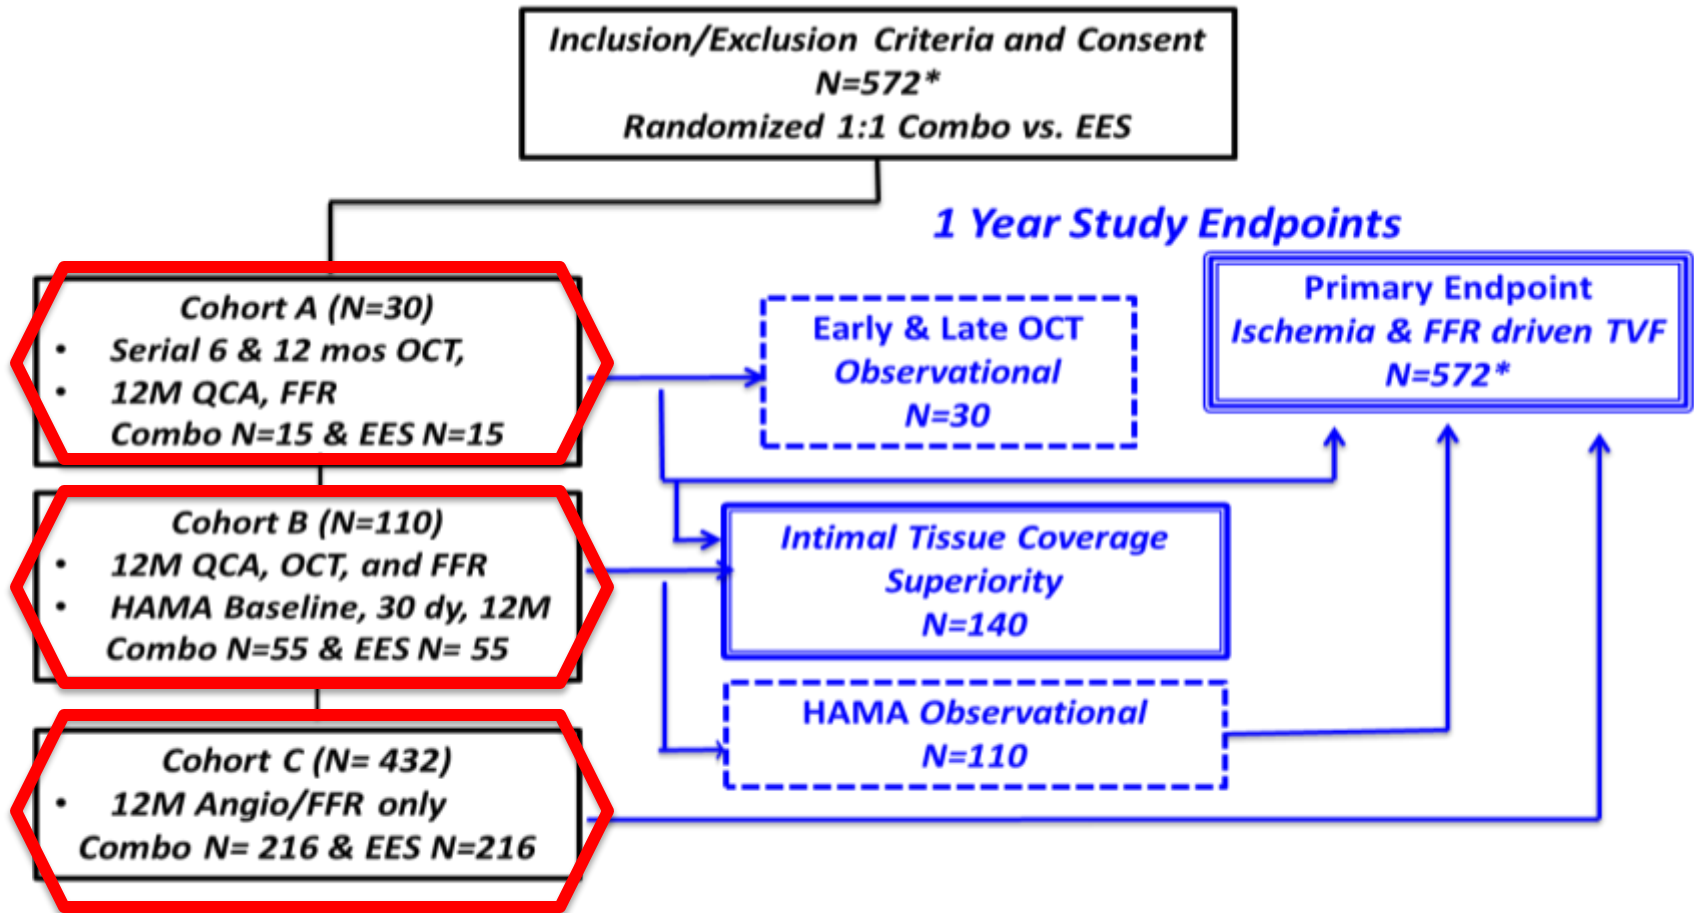 Inclusion/Exclusion Criteria and Consent
N=572*
Randomized 1:1 Combo vs. EES
1 Year Study Endpoints
Cohort A (N=30)
• Serial 6 & 12 mos OCT,
• 12M QCA, FFR
Combo N=15 & EES N=15
Early & Late OCT
Observational
N=30
Primary Endpoint
Ischemia & FFR driven TVF
N=572*
Cohort B (N=110)
• 12M QCA, OCT, and FFR
• HAMA Baseline, 30 dy, 12M
Combo N=55 & EES N= 55
Intimal Tissue Coverage
Superiority
N=140
HAMA Observational
N=110
Cohort C (N= 432)
• 12M Angio/FFR only
Combo N= 216 & EES N=216